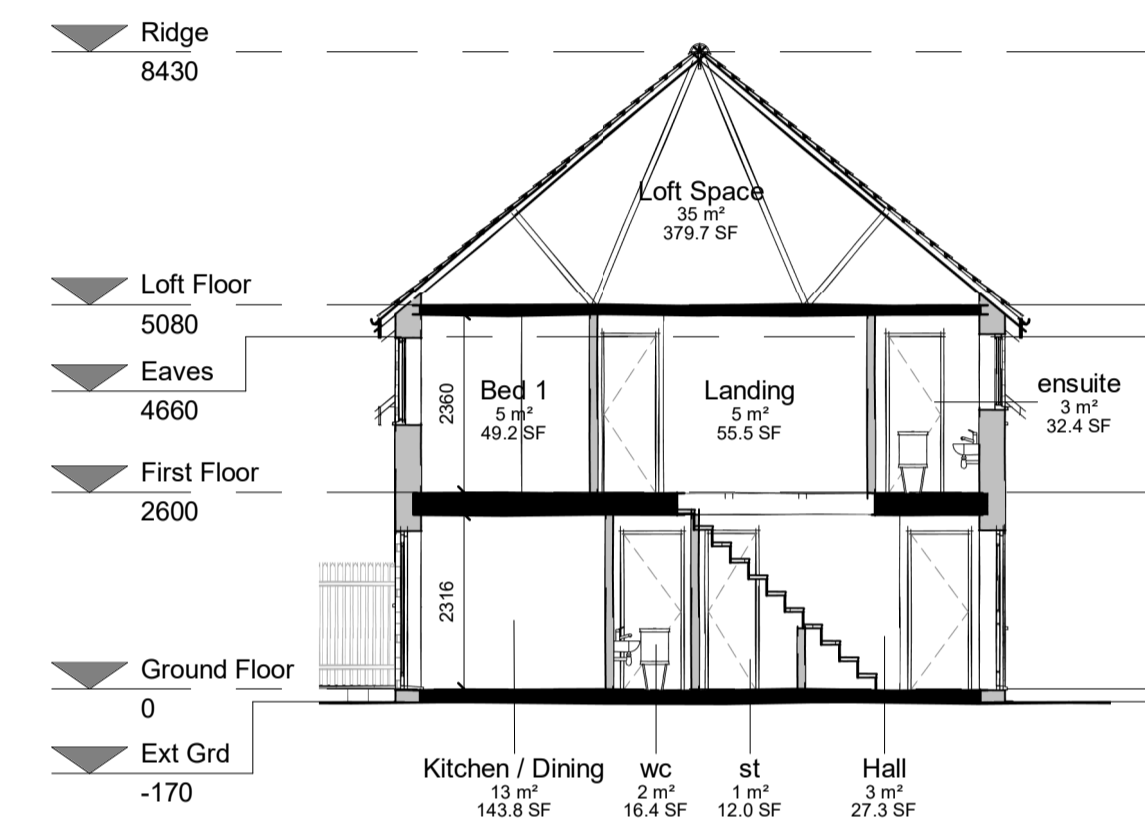 Ridge
8430
Loft Space
35 m²
379.7 SF
Loft Floor
5080
Eaves
4660
2360
Bed 1
5 m²
49.2 SF
Landing
5 m²
55.5 SF
ensuite
3 m²
32.4 SF
First Floor
2600
2316
Ground Floor
0
Ext Grd
-170
Kitchen / Dining
13 m²
143.8 SF
wc
2 m²
16.4 SF
st
1 m²
12.0 SF
Hall
3 m²
27.3 SF